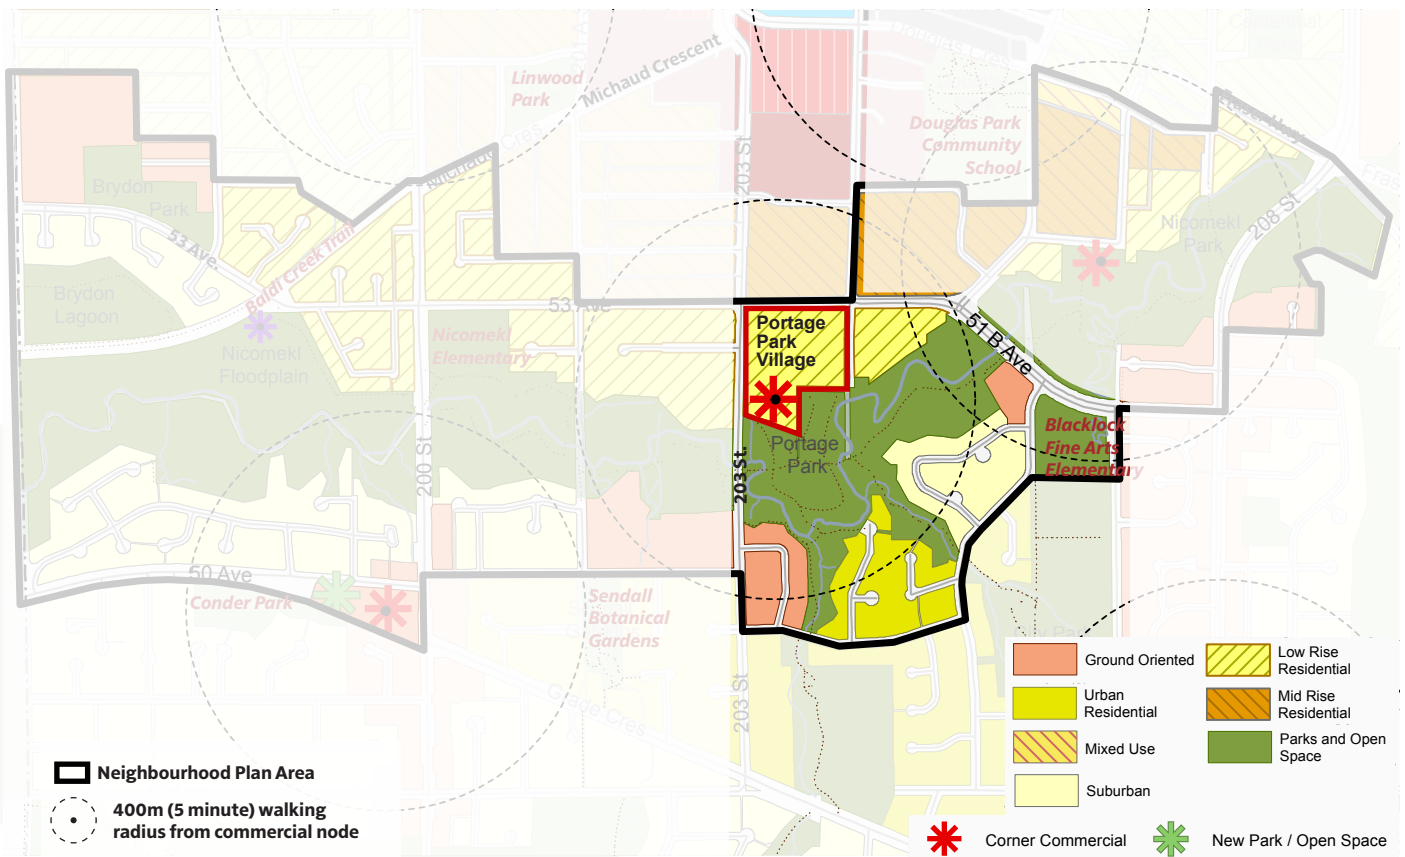 Linwood
Park
Michaud Crescent
Michaud Cres
203 St
Douglas Cres
Douglas Park
Community
School
Fraser Hwy
Brydon
Park
53 Ave.
Baldi Creek Trail
Brydon
Lagoon
Nicomekl
Floodplain
Nicomekl
Elementary
53 Ave
200 St
Portage
Park
Village
51 B Ave
Nicomekl
Park
208 St
Portage
Park
203 St.
Blacklock
Fine Arts
Elementary
50 Ave
Conder Park
Sendall
Botanical
Gardens
203 St
Grade Cres
Ground Oriented
Low Rise
Residential
Urban
Residential
Mid Rise
Residential
Mixed Use
Parks and Open
Space
Suburban
Neighbourhood Plan Area
400m (5 minute) walking
radius from commercial node
Corner Commercial
New Park / Open Space